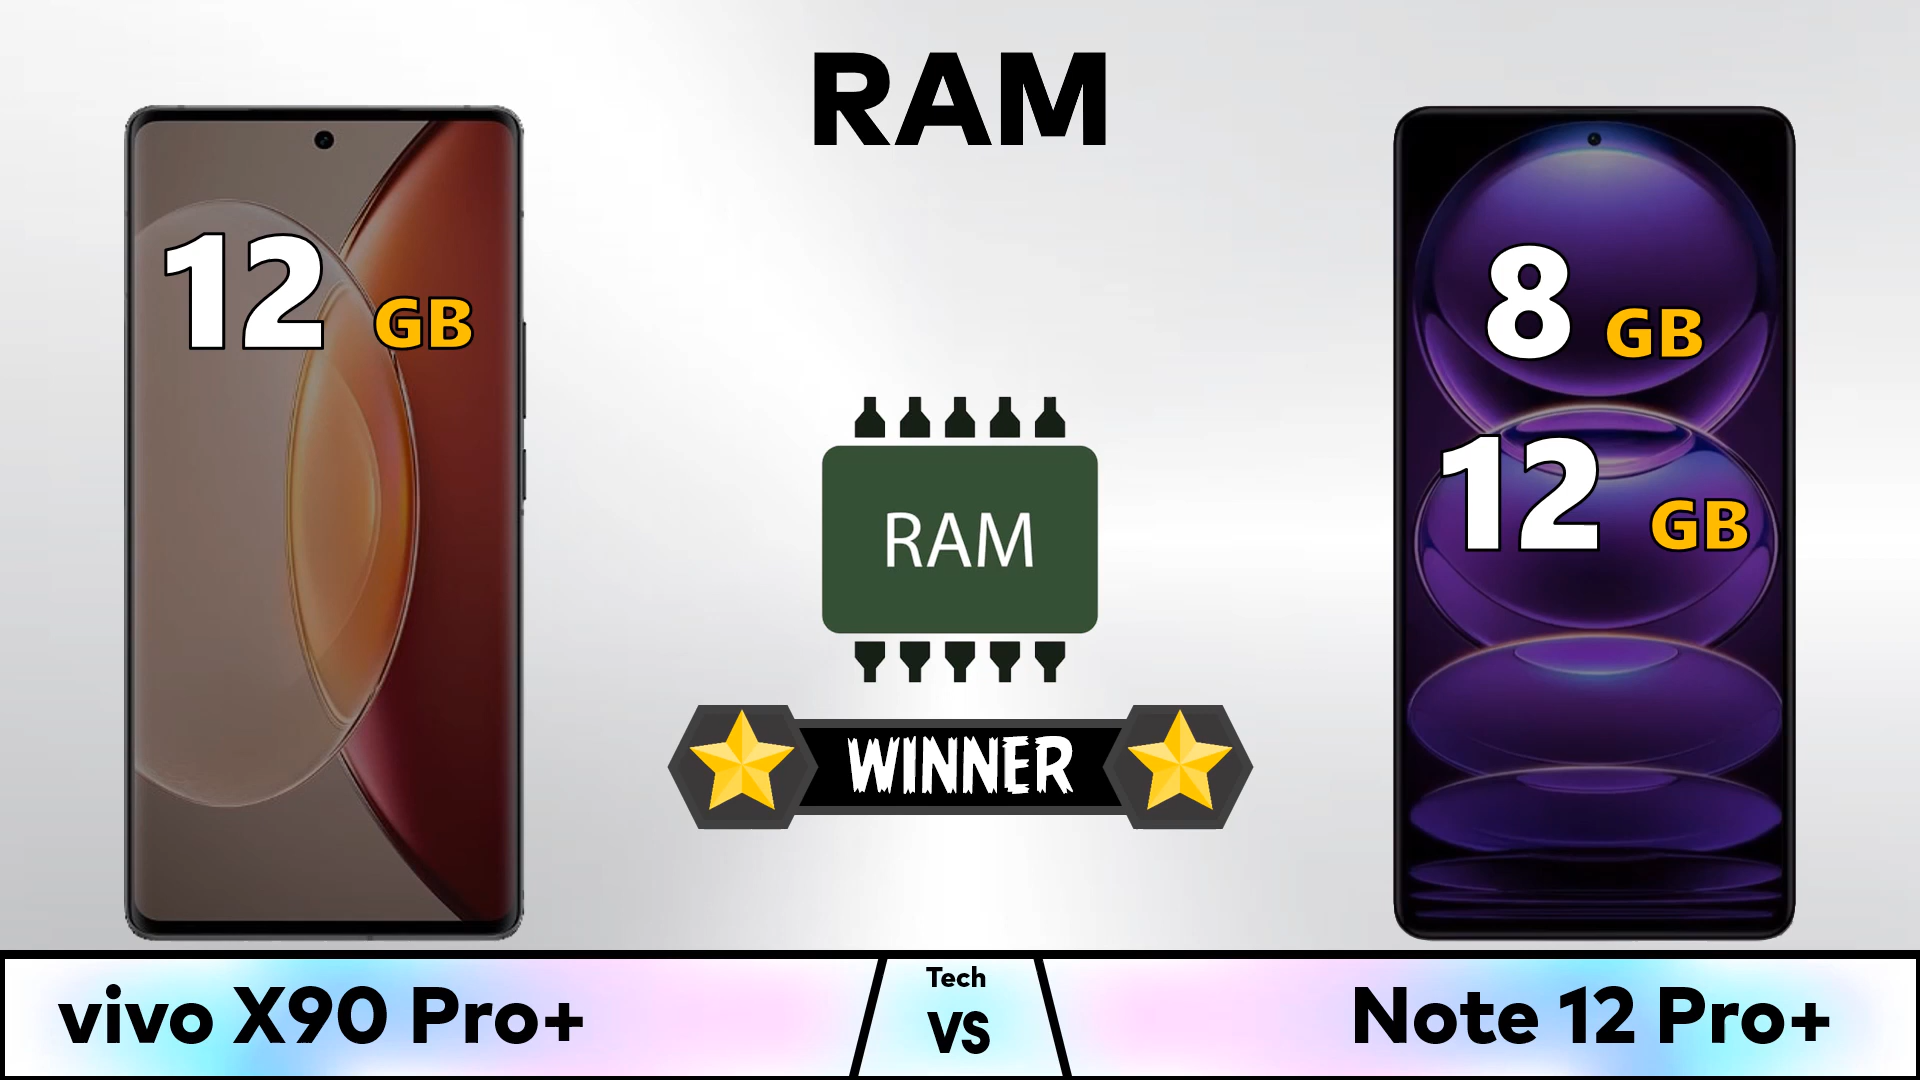 RAM
12 GB
8 GB
12 GB
RAM
WINNER
vivo X90 Pro+
Tech
VS
Note 12 Pro+